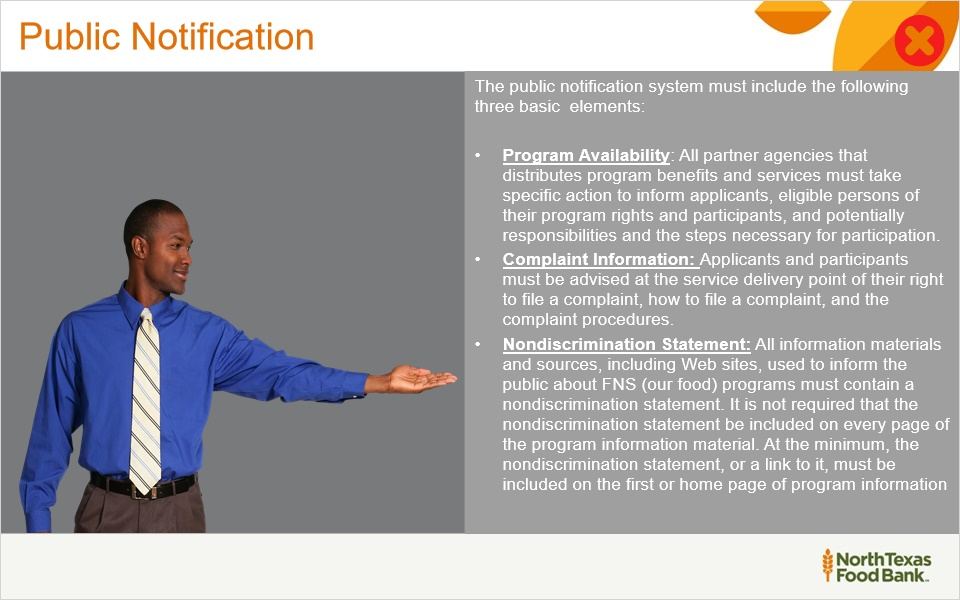 Public Notification
The public notification system must include the following
three basic  elements:
• Program Availability: All partner agencies that
distributes program benefits and services must take
specific action to inform applicants, eligible persons of
their program rights and participants, and potentially
responsibilities and the steps necessary for participation.
• Complaint Information: Applicants and participants
must be advised at the service delivery point of their right
to file a complaint, how to file a complaint, and the
complaint procedures.
• Nondiscrimination Statement: All information materials
and sources, including Web sites, used to inform the
public about FNS (our food) programs must contain a
nondiscrimination statement. It is not required that the
nondiscrimination statement be included on every page of
the program information material. At the minimum, the
nondiscrimination statement, or a link to it, must be
included on the first or home page of program information
North Texas
Food Bank